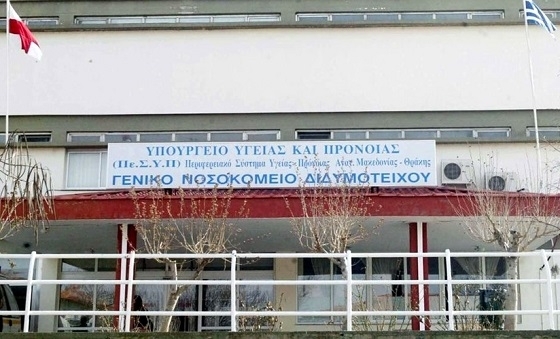 ΥΠΟΥΡΓΕΙΟ ΥΓΕΙΑΣ ΚΑΙ ΠΡΟΝΟΙΑΣ
(Πε.Σ.Υ.Π) Περιφερειακό Σύστημα Υγείας - Πρόνοιας Ανατ. Μακεδονίας - Θράκης
ΓΕΝΙΚΟ ΝΟΣΟΚΟΜΕΙΟ ΔΙΔΥΜΟΤΕΙΧΟΥ